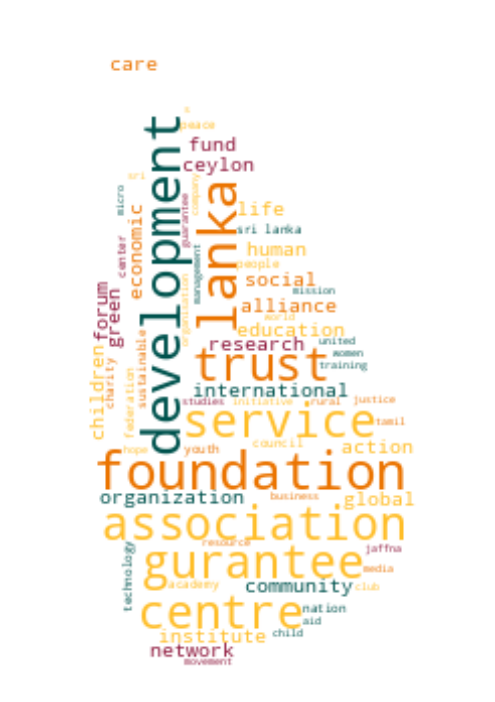 care
s
peace
fund
ceylon
development
lanka
company
guarantee
sri
micro
life
sri lanka
economic
center
human
people
management
social
mission
organisation
forum
green
alliance
world
education
research
united
women
training
trust
sustainable
children
charity
federation
international
studies
initiative
rural
justice
service
tamil
hope
youth
council
action
foundation
organization
business
global
association
resource
jaffna
gurantee
media
technology
academy
community
club
centre
nation
aid
institute
child
network
movement